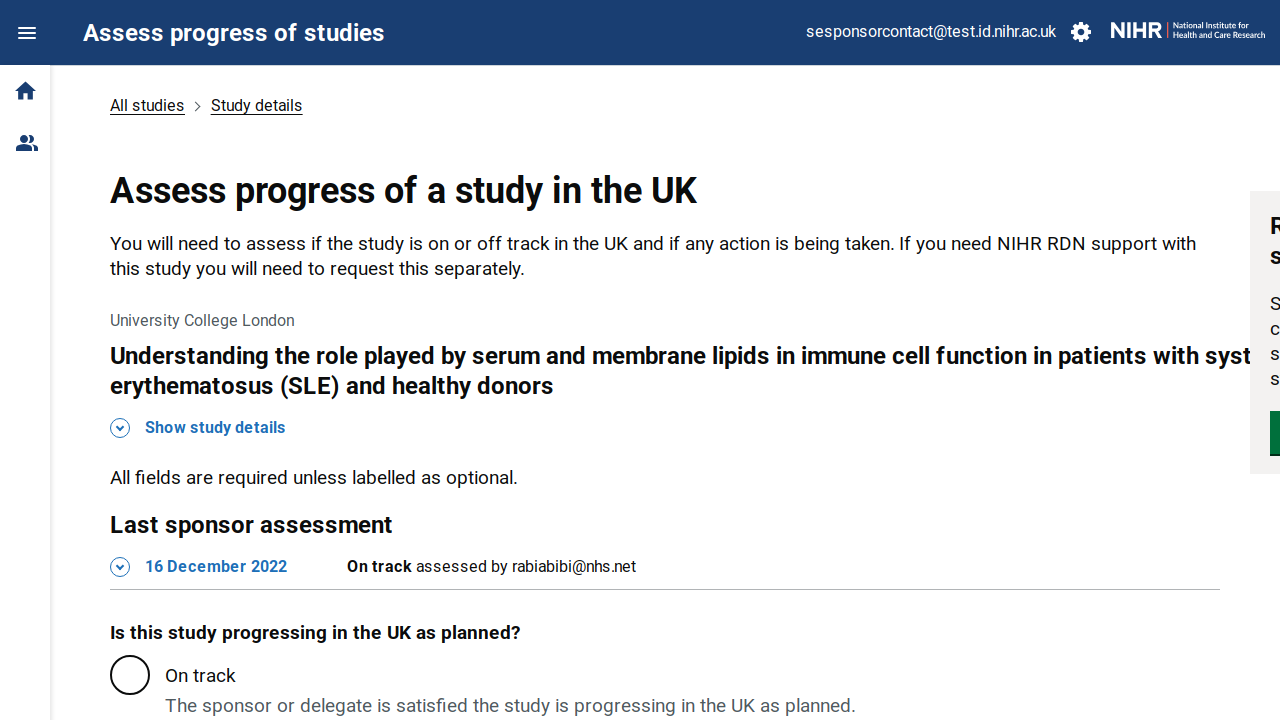 Assess progress of studies
sesponsorcontact@test.id.nihr.ac.uk
NIHR
National Institute for
Health and Care Research
All studies
Study details
Assess progress of a study in the UK
You will need to assess if the study is on or off track in the UK and if any action is being taken. If you need NIHR RDN support with
this study you will need to request this separately.
University College London
Understanding the role played by serum and membrane lipids in immune cell function in patients with syst
erythematosus (SLE) and healthy donors
Show study details
All fields are required unless labelled as optional.
Last sponsor assessment
16 December 2022
On track assessed by rabiabibi@nhs.net
Is this study progressing in the UK as planned?
On track
The sponsor or delegate is satisfied the study is progressing in the UK as planned.